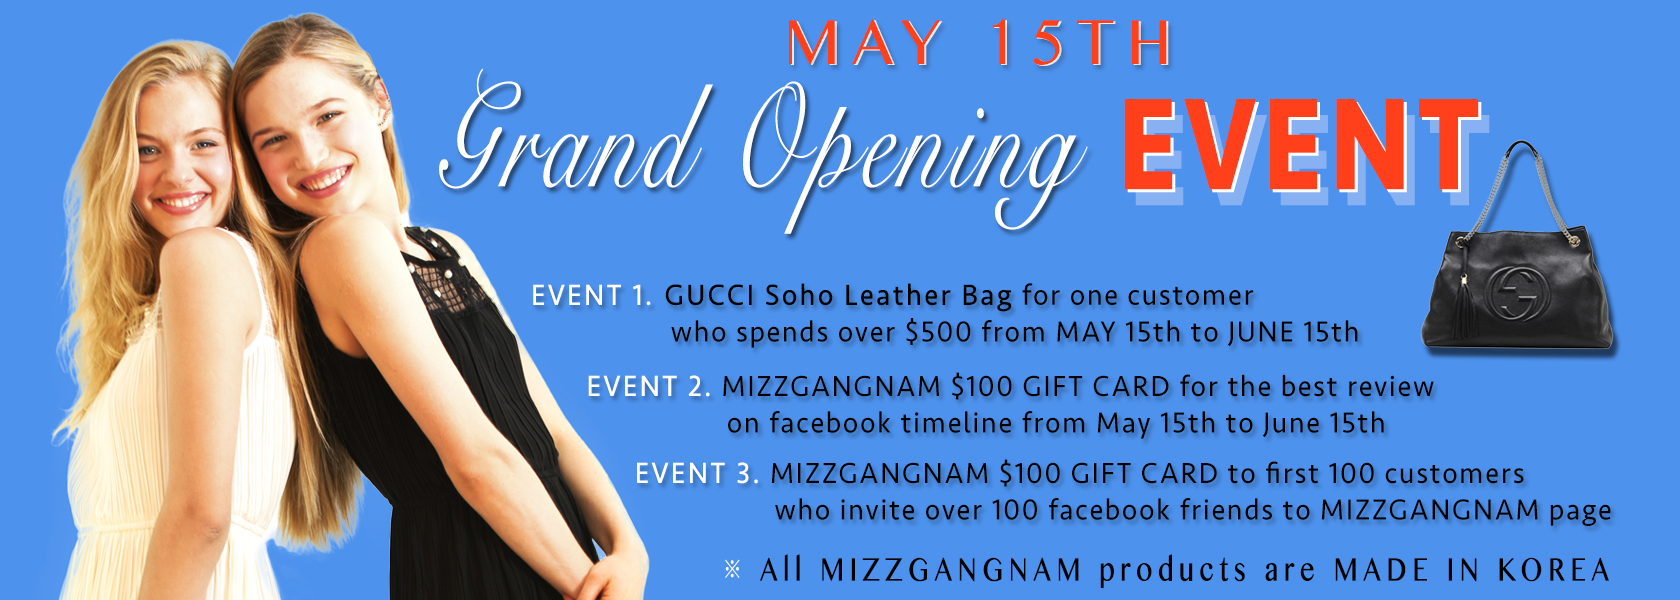 MAY 15TH
Grand Opening EVENT
EVENT 1. GUCCI Soho Leather Bag for one customer
who spends over $500 from MAY 15th to JUNE 15th
EVENT 2. MIZZGANGNAM $100 GIFT CARD for the best review
on facebook timeline from May 15th to June 15th
EVENT 3. MIZZGANGNAM $100 GIFT CARD to first 100 customers
who invite over 100 facebook friends to MIZZGANGNAM page
※ All MIZZGANGNAM products are MADE IN KOREA